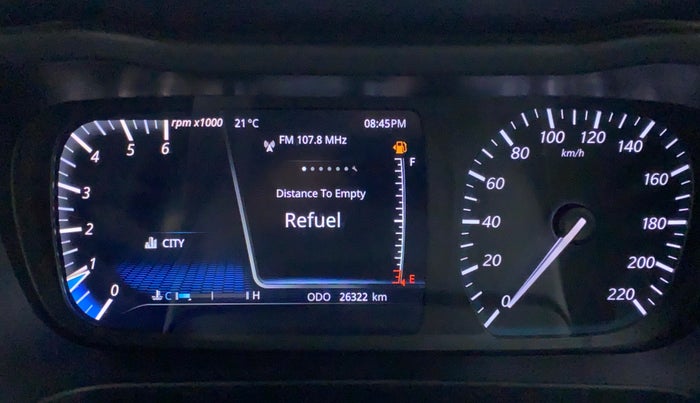 rpm x1000 21 °C 08:45PM
FM 107.8 MHz
F
4 5 6
3
2
1
0
Distance To Empty
Refuel
CITY
E
C H
ODO 26322 km
0 20 40 60 80 100 120 140 160 180 200 220
km/h